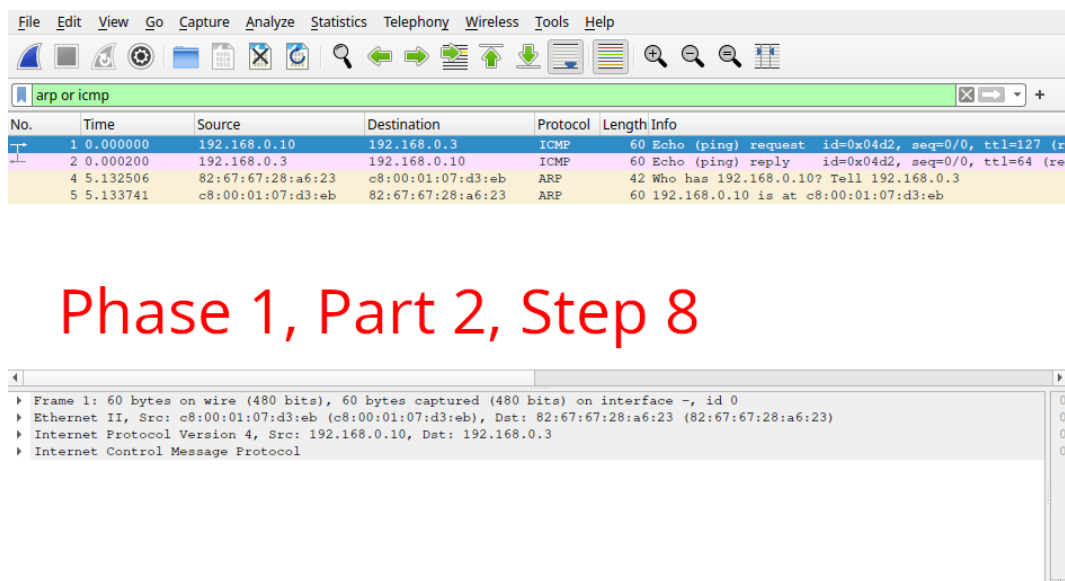 File Edit View Go Capture Analyze Statistics Telephony Wireless Tools Help
arp or icmp
No. Time Source Destination Protocol Length Info
1 0.000000 192.168.0.10 192.168.0.3 ICMP 60 Echo (ping) request id=0x04d2, seq=0/0, ttl=127 (r
2 0.000200 192.168.0.3 192.168.0.10 ICMP 60 Echo (ping) reply id=0x04d2, seq=0/0, ttl=64 (re
4 5.132506 82:67:67:28:a6:23 c8:00:01:07:d3:eb ARP 42 Who has 192.168.0.10? Tell 192.168.0.3
5 5.133741 c8:00:01:07:d3:eb 82:67:67:28:a6:23 ARP 60 192.168.0.10 is at c8:00:01:07:d3:eb
Phase 1, Part 2, Step 8
Frame 1: 60 bytes on wire (480 bits), 60 bytes captured (480 bits) on interface -, id 0
Ethernet II, Src: c8:00:01:07:d3:eb (c8:00:01:07:d3:eb), Dst: 82:67:67:28:a6:23 (82:67:67:28:a6:23)
Internet Protocol Version 4, Src: 192.168.0.10, Dst: 192.168.0.3
Internet Control Message Protocol